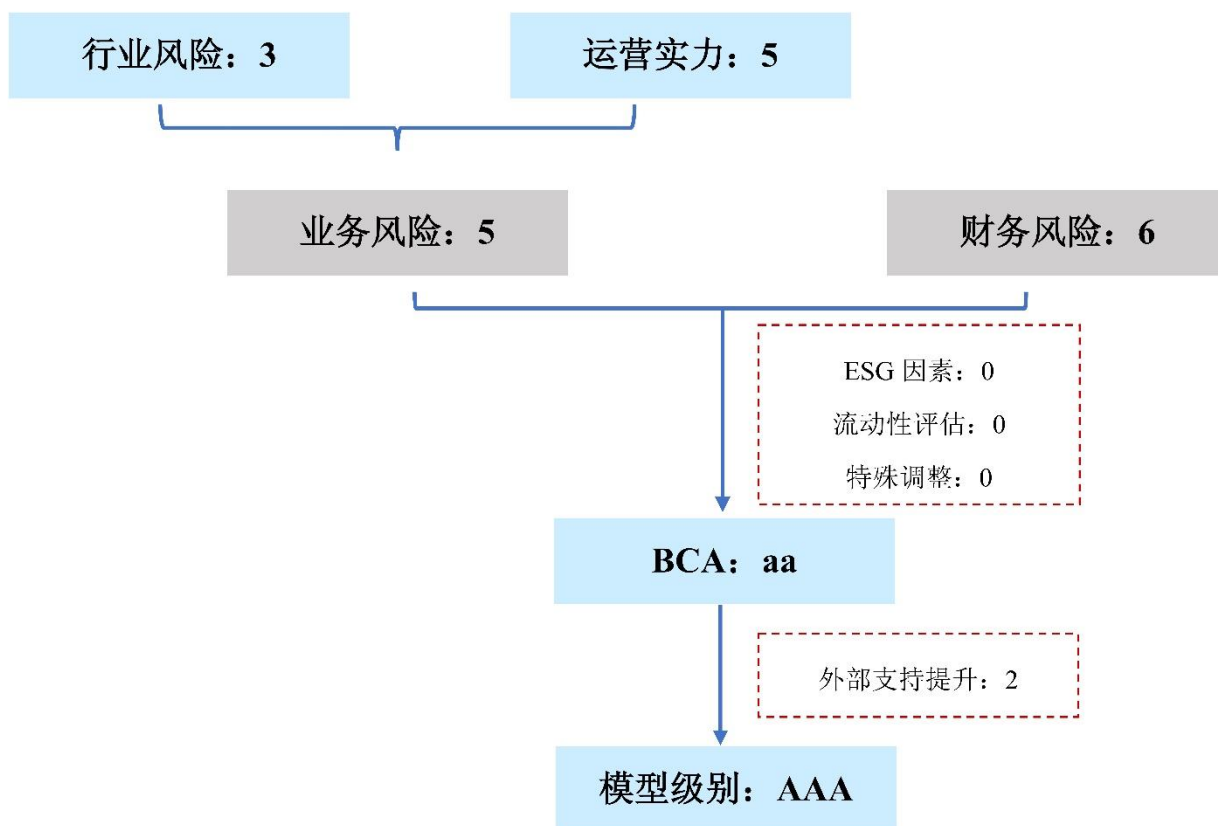 行业风险：3
运营实力：5
业务风险：5
财务风险：6
ESG 因素：0
流动性评估：0
特殊调整：0
BCA：aa
外部支持提升：2
模型级别：AAA